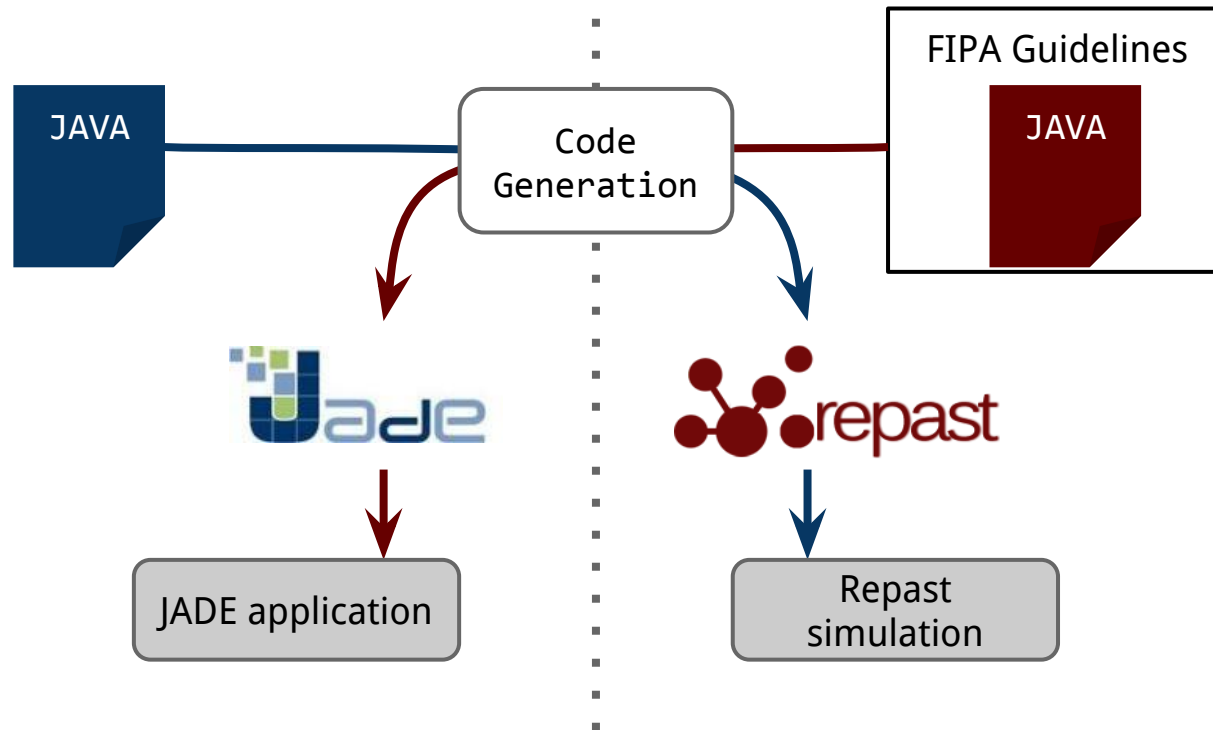 FIPA Guidelines
JAVA
JAVA
Code
Generation
Jade
repast
JADE application
Repast
simulation